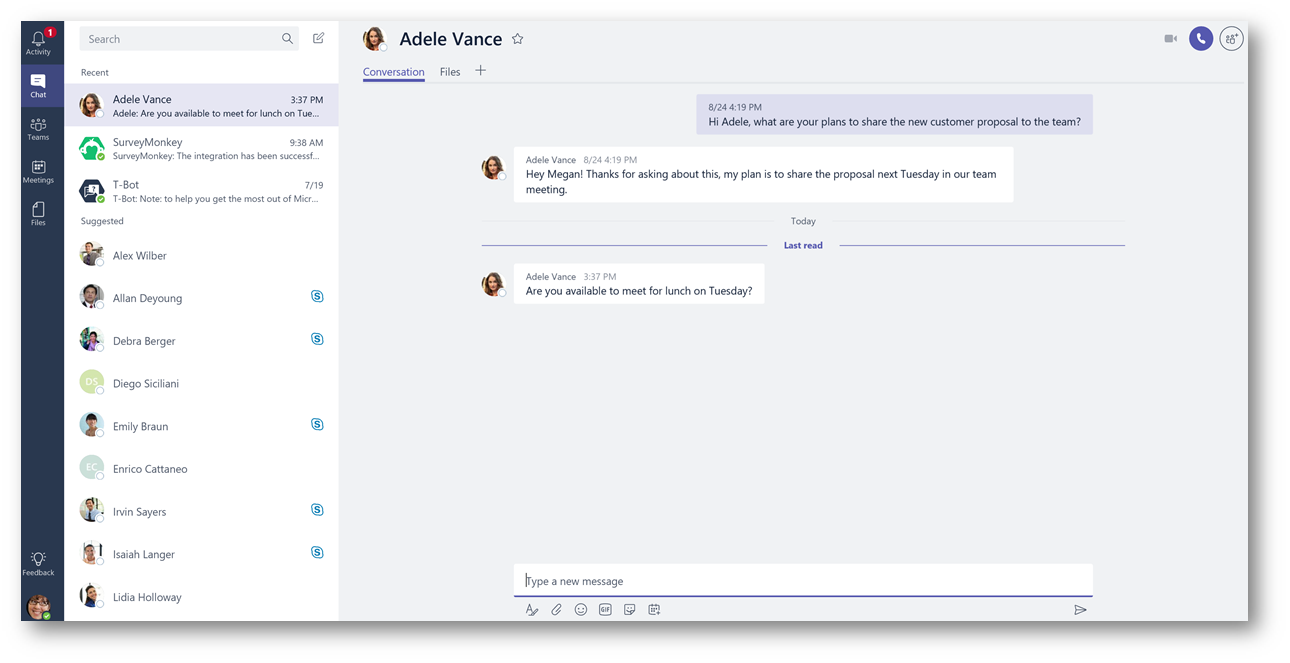 1
Activity
Chat
Teams
Meetings
Files
Feedback
Search
Recent
Adele Vance 3:37 PM
Adele: Are you available to meet for lunch on Tue...
SurveyMonkey 9:38 AM
SurveyMonkey: The integration has been successf...
T-Bot 7/19
T-Bot: Note: to help you get the most out of Micr...
Suggested
Alex Wilber
Allan Deyoung
S
Debra Berger
S
DS
Diego Siciliani
Emily Braun
S
EC
Enrico Cattaneo
Irvin Sayers
S
Isaiah Langer
S
Lidia Holloway
Adele Vance
Conversation Files
8/24 4:19 PM
Hi Adele, what are your plans to share the new customer proposal to the team?
Adele Vance 8/24 4:19 PM
Hey Megan! Thanks for asking about this, my plan is to share the proposal next Tuesday in our team
meeting.
Today
Last read
Adele Vance 3:37 PM
Are you available to meet for lunch on Tuesday?
Type a new message
GIF